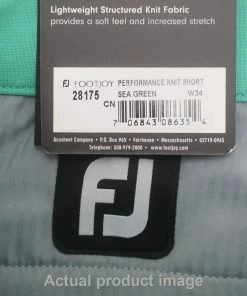 Lightweight Structured Knit Fabric
provides a soft feel and increased stretch
FJ FOOTJOY PERFORMANCE KNIT SHORT
28175 SEA GREEN W34
CN
7 06843 08635 4
Acushnet Company • P.O. Box 965 • Fairhaven • Massachusetts • 02719-0965
Telephone: 508-979-2000 • www.footjoy.com
FJ
Actual product image